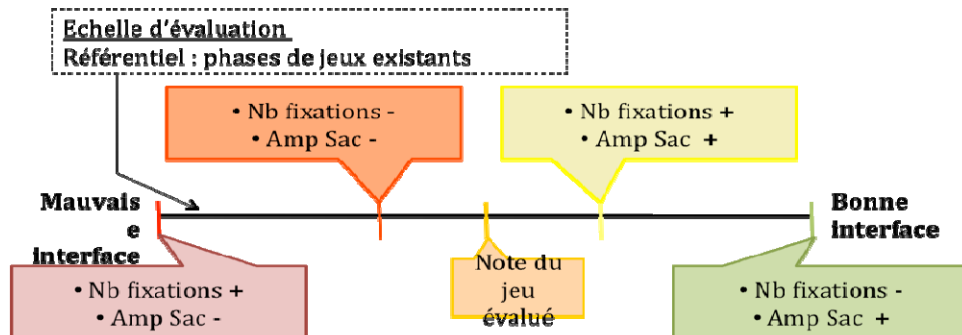 Echelle d'évaluation
Référentiel : phases de jeux existants
• Nb fixations -
• Amp Sac -
• Nb fixations +
• Amp Sac +
Mauvais
e
interface
Bonne
interface
• Nb fixations +
• Amp Sac -
Note du
jeu
évalué
• Nb fixations -
• Amp Sac +